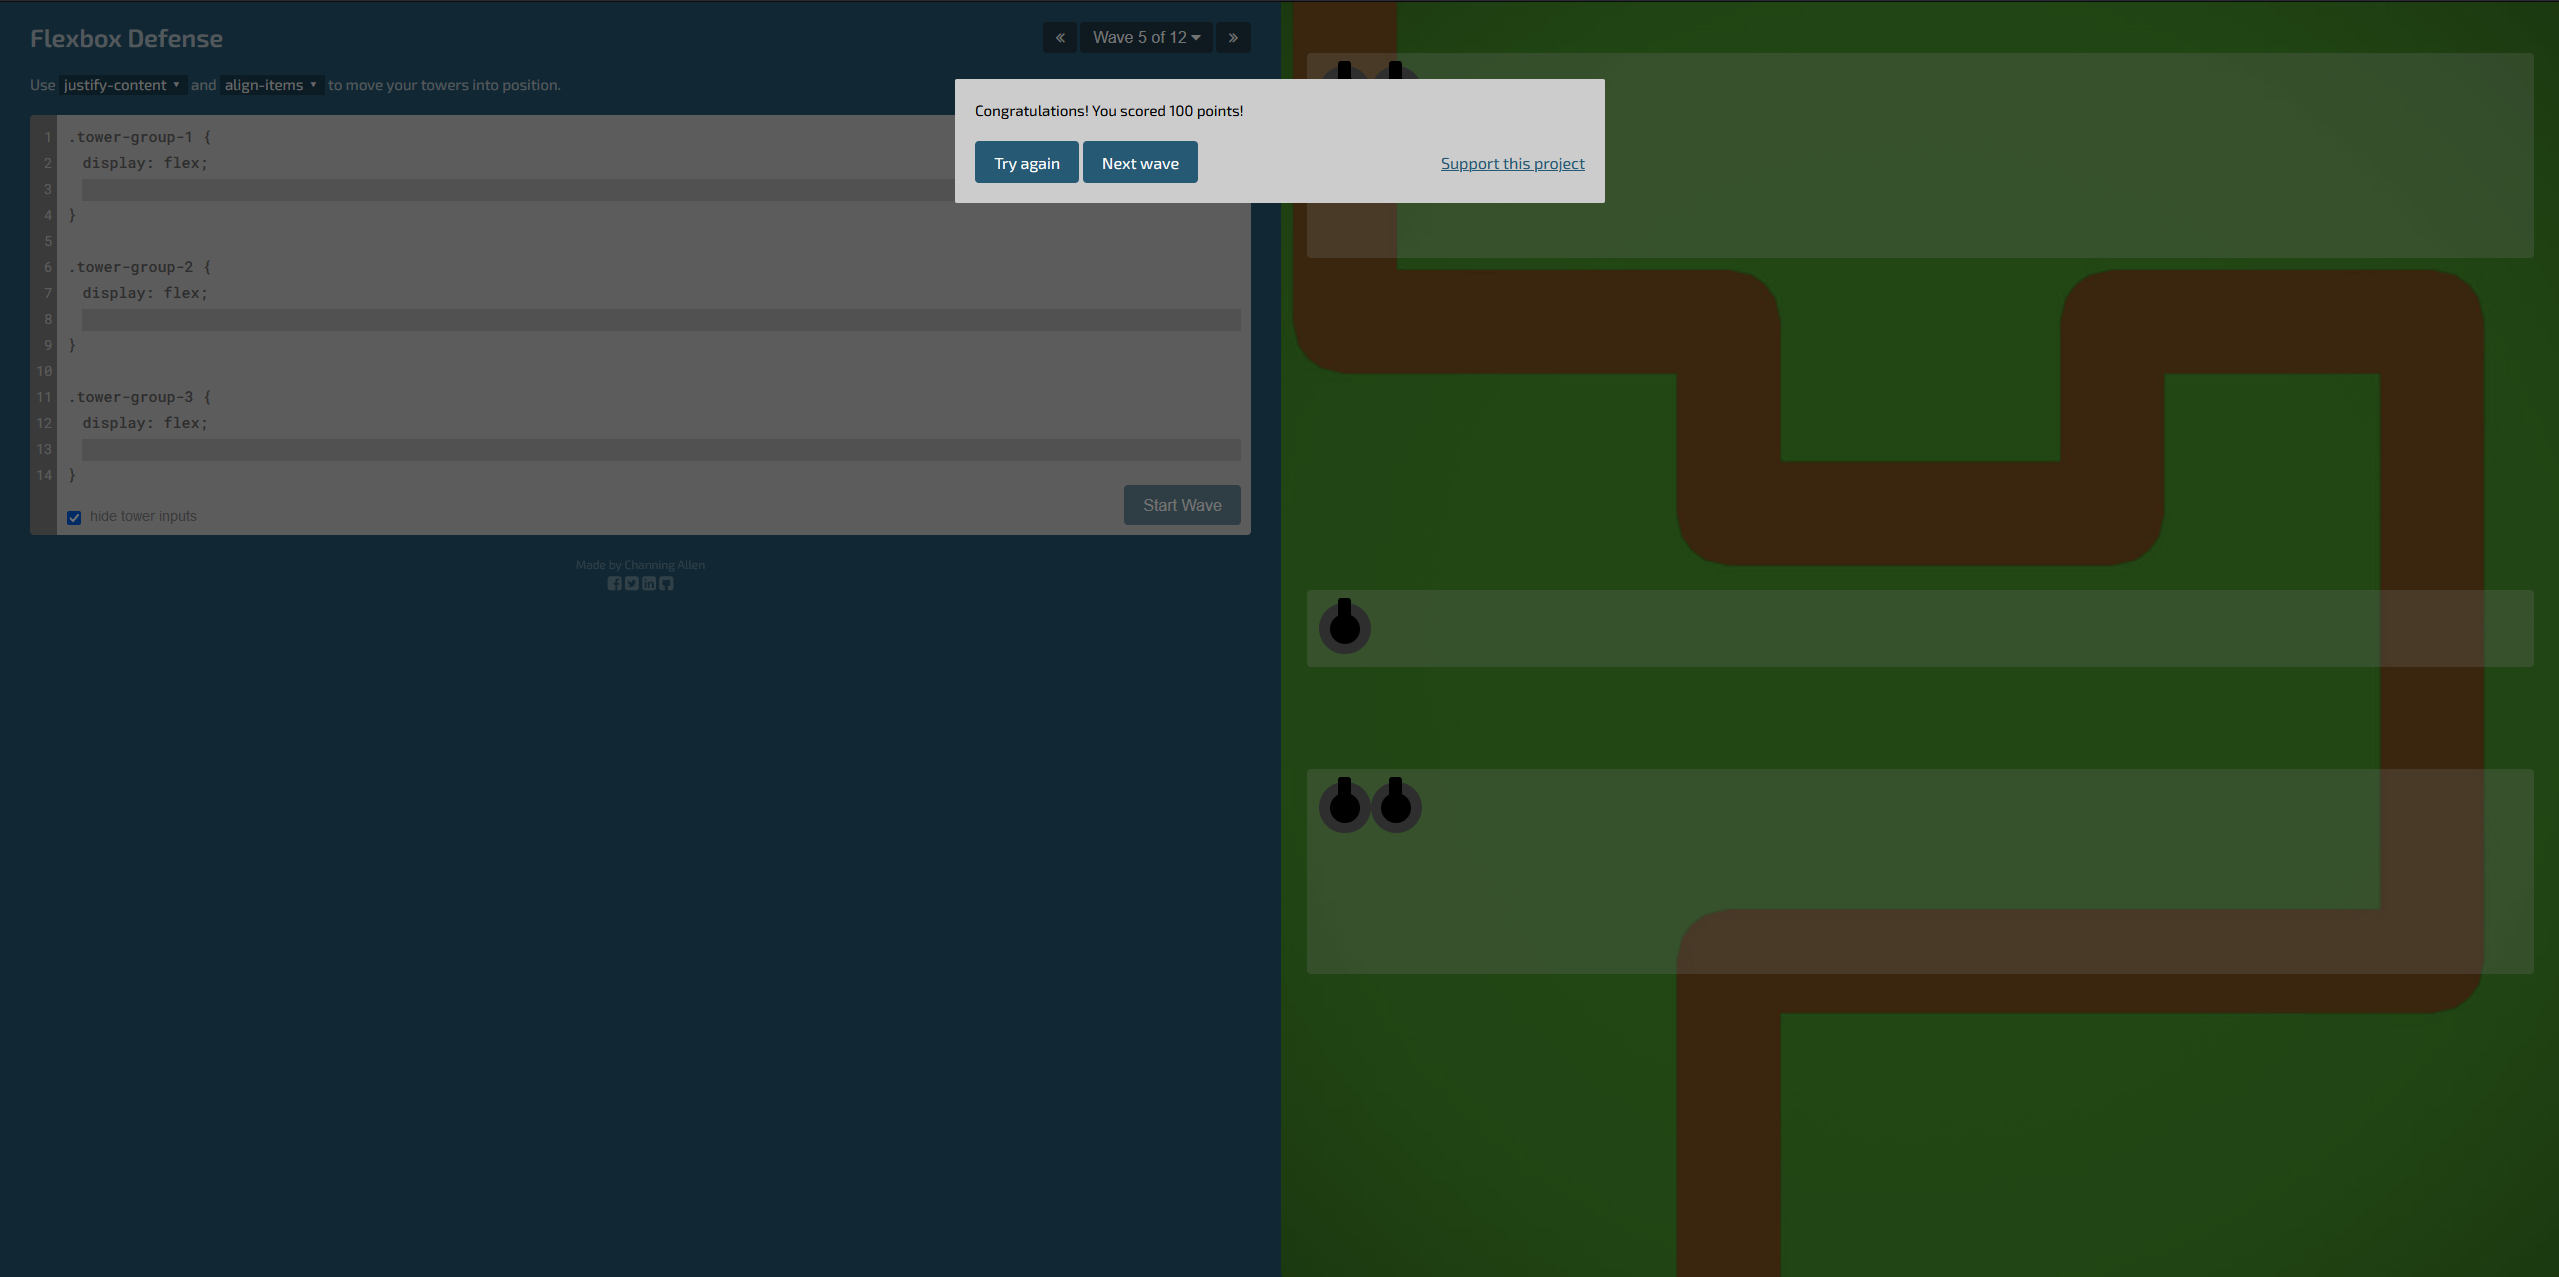 Flexbox Defense
«
Wave 5 of 12
»
Use justify-content and align-items to move your towers into position.
Congratulations! You scored 100 points!
Try again
Next wave
Support this project
1 .tower-group-1 {
2 display: flex;
3
4 }
5
6 .tower-group-2 {
7 display: flex;
8
9 }
10
11 .tower-group-3 {
12 display: flex;
13
14 }
hide tower inputs
Start Wave
Made by Channing Allen